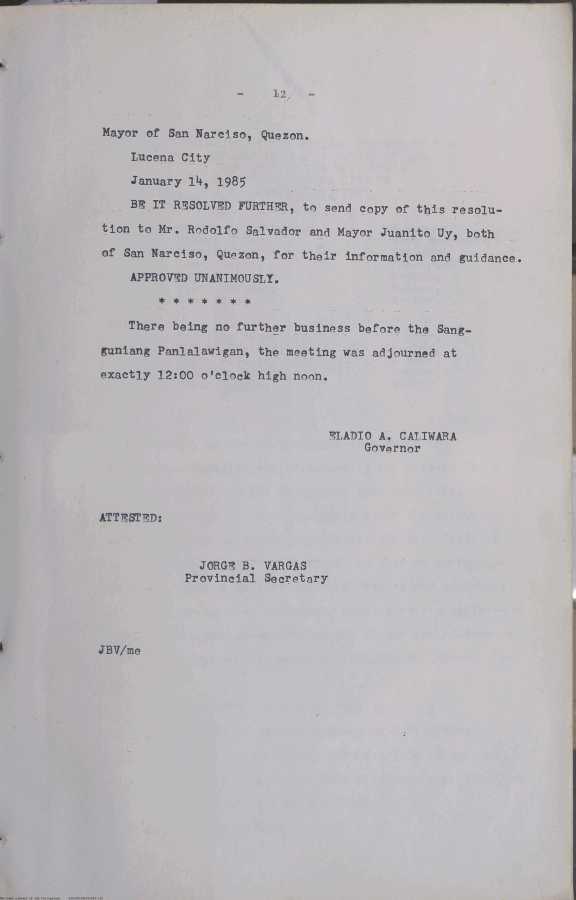 - 12 -
Mayor of San Narciso, Quezon.
Lucena City
January 14, 1985
BE IT RESOLVED FURTHER, to send copy of this resolu-
tion to Mr. Rodolfo Salvador and Mayor Juanito Uy, both
of San Narciso, Quezon, for their information and guidance.
APPROVED UNANIMOUSLY.
* * * * * * *
There being no further business before the Sang-
guniang Panlalawigan, the meeting was adjourned at
exactly 12:00 o'clock high noon.
ELADIO A. CALIWARA
Governor
ATTESTED:
JORGE B. VARGAS
Provincial Secretary
JBV/me